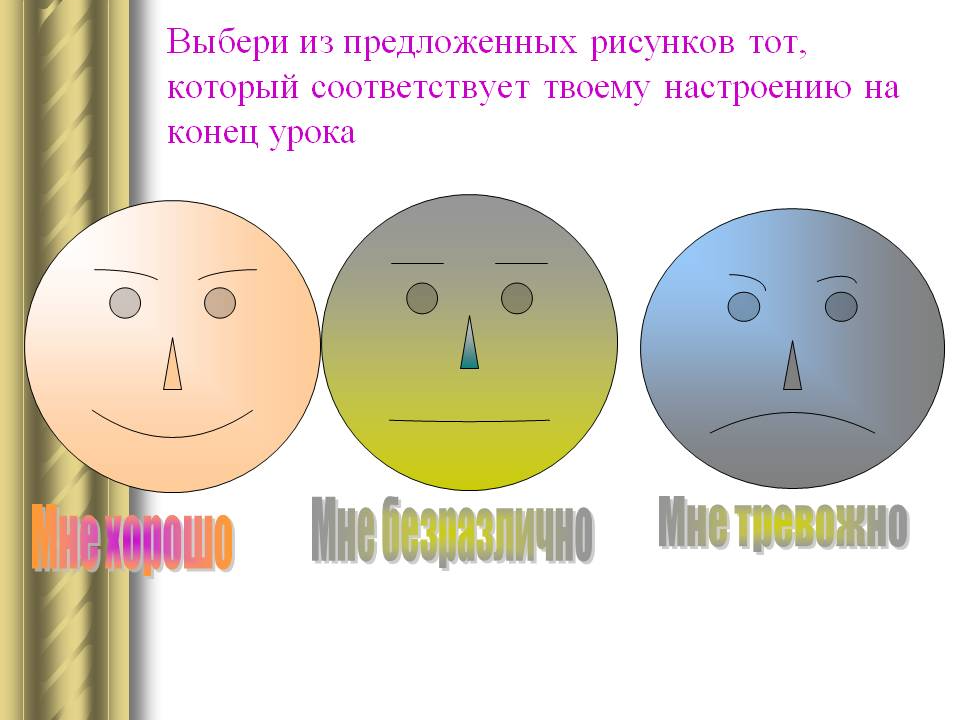 Выбери из предложенных рисунков тот,
который соответствует твоему настроению на
конец урока
Мне хорошо
Мне безразлично
Мне тревожно